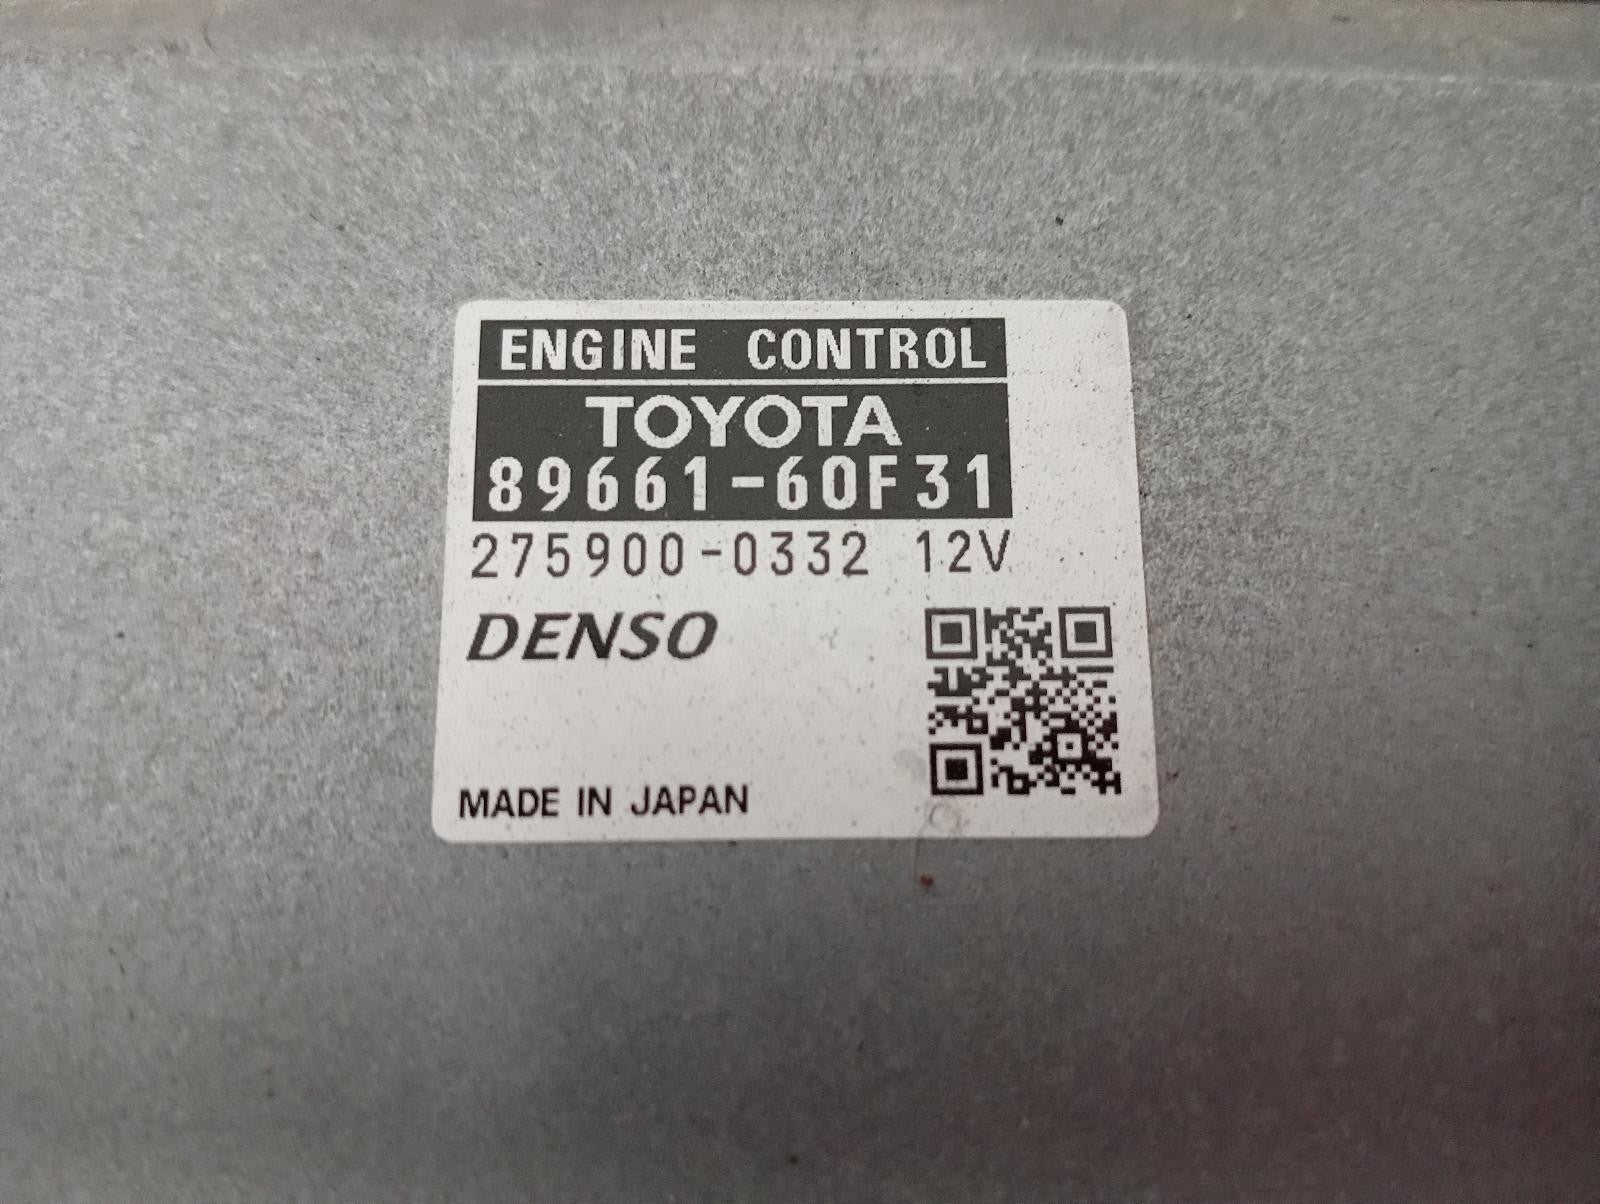 ENGINE CONTROL
TOYOTA
89661-60F31
275900-0332 12V
DENSO
MADE IN JAPAN